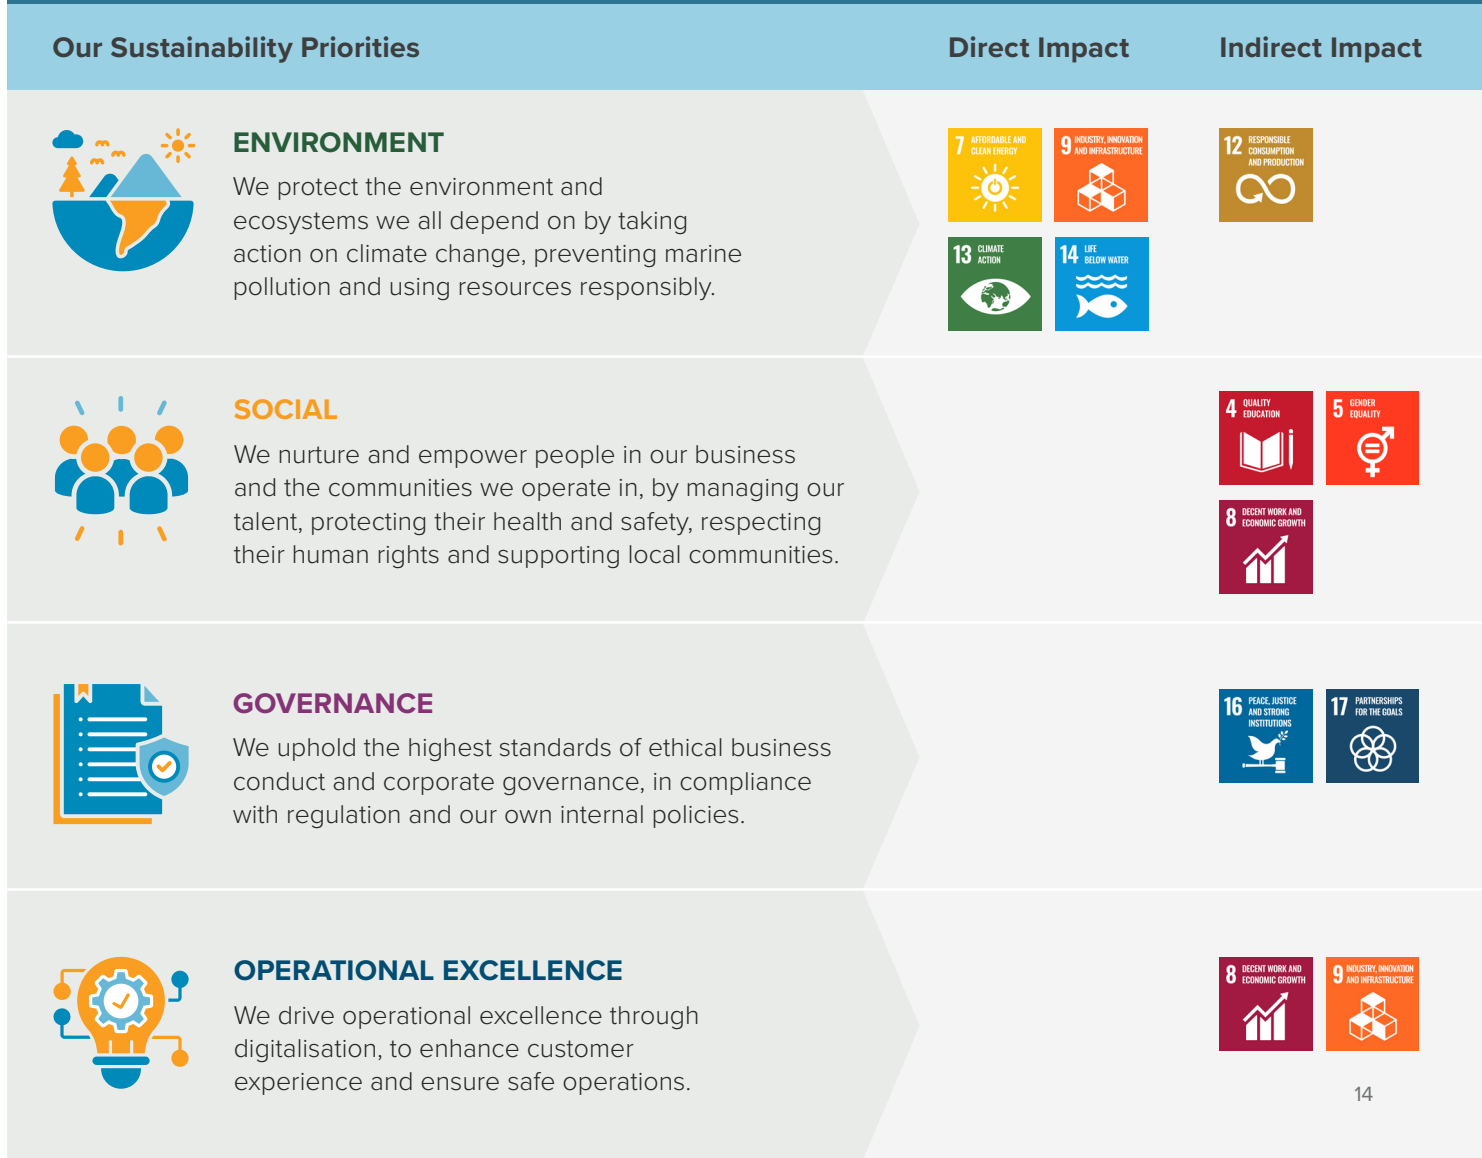 Our Sustainability Priorities
Direct Impact
Indirect Impact
ENVIRONMENT
We protect the environment and
ecosystems we all depend on by taking
action on climate change, preventing marine
pollution and using resources responsibly.
7 AFFORDABLE AND
CLEAN ENERGY
9 INDUSTRY, INNOVATION
AND INFRASTRUCTURE
13 CLIMATE
ACTION
14 LIFE
BELOW WATER
12 RESPONSIBLE
CONSUMPTION
AND PRODUCTION
SOCIAL
We nurture and empower people in our business
and the communities we operate in, by managing our
talent, protecting their health and safety, respecting
their human rights and supporting local communities.
4 QUALITY
EDUCATION
5 GENDER
EQUALITY
8 DECENT WORK AND
ECONOMIC GROWTH
GOVERNANCE
We uphold the highest standards of ethical business
conduct and corporate governance, in compliance
with regulation and our own internal policies.
16 PEACE, JUSTICE
AND STRONG
INSTITUTIONS
17 PARTNERSHIPS
FOR THE GOALS
OPERATIONAL EXCELLENCE
We drive operational excellence through
digitalisation, to enhance customer
experience and ensure safe operations.
8 DECENT WORK AND
ECONOMIC GROWTH
9 INDUSTRY, INNOVATION
AND INFRASTRUCTURE
14